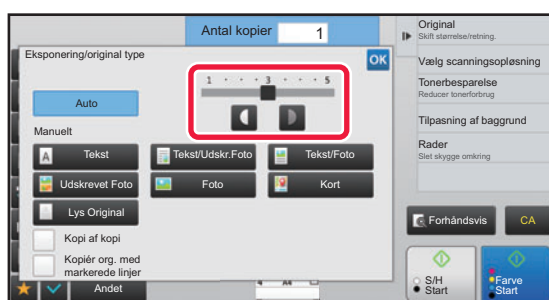 Antal kopier 1
Eksponering/original type
OK
1 3 5
Auto
Manuelt
Tekst
Tekst/Udskr.Foto
Tekst/Foto
Udskrevet Foto
Foto
Kort
Lys Original
Kopi af kopi
Kopiér org. med
markerede linjer
Andet
A4
Original
Skift størrelse/retning.
Vælg scanningsopløsning
Tonerbesparelse
Reducer tonerforbrug
Tilpasning af baggrund
Rader
Slet skygge omkring
Forhåndsvis
CA
S/H
Start
Farve
Start